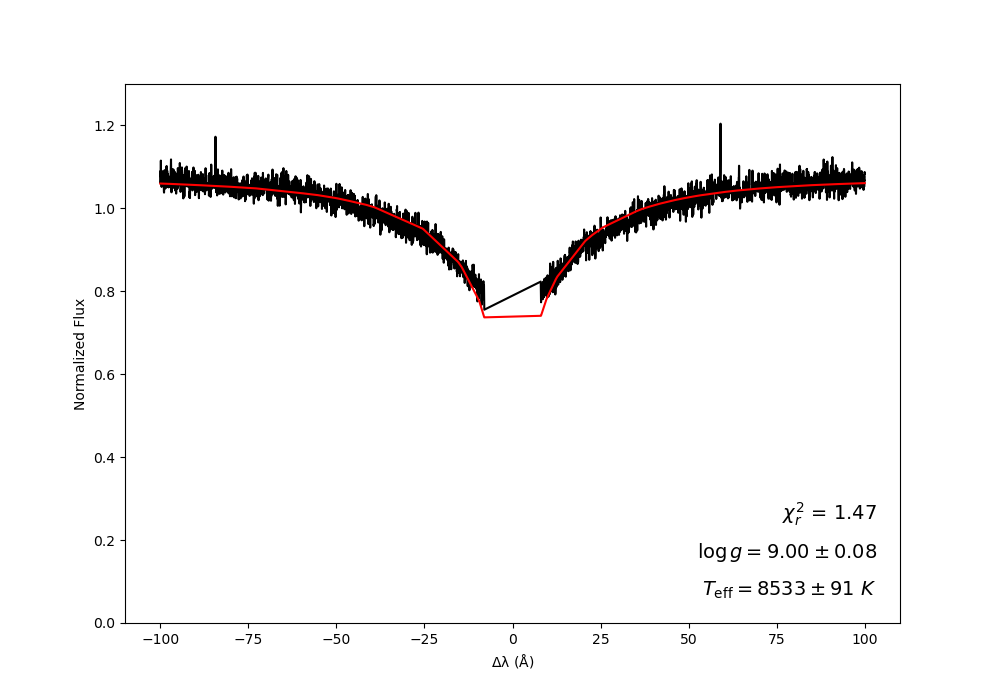 1.2
1.0
0.8
0.6
0.4
0.2
0.0
Normalized Flux
χ²ᵣ = 1.47
log g = 9.00 ± 0.08
T_eff = 8533 ± 91 K
−100 −75 −50 −25 0 25 50 75 100
Δλ (Å)